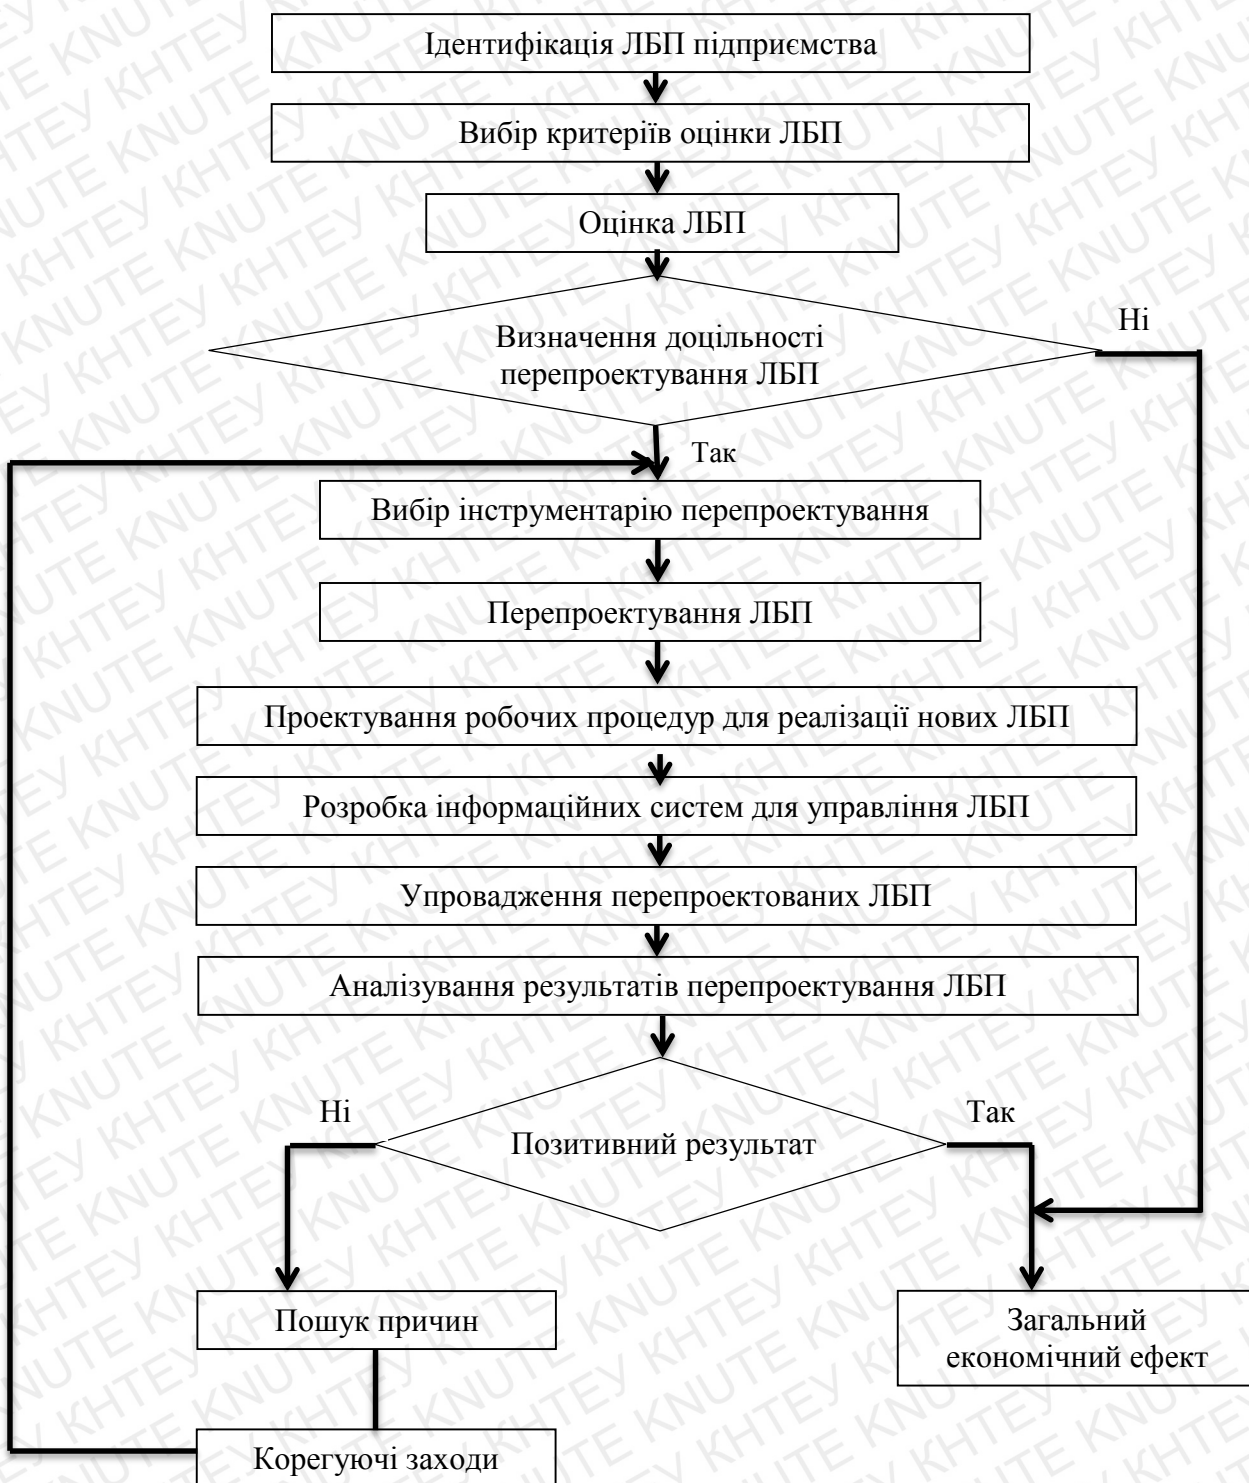 Ідентифікація ЛБП підприємства
Вибір критеріїв оцінки ЛБП
Оцінка ЛБП
Ні
Визначення доцільності
перепроектування ЛБП
Так
Вибір інструментарію перепроектування
Перепроектування ЛБП
Проектування робочих процедур для реалізації нових ЛБП
Розробка інформаційних систем для управління ЛБП
Упровадження перепроектованих ЛБП
Аналізування результатів перепроектування ЛБП
Ні
Так
Позитивний результат
Пошук причин
Загальний
економічний ефект
Корегуючі заходи